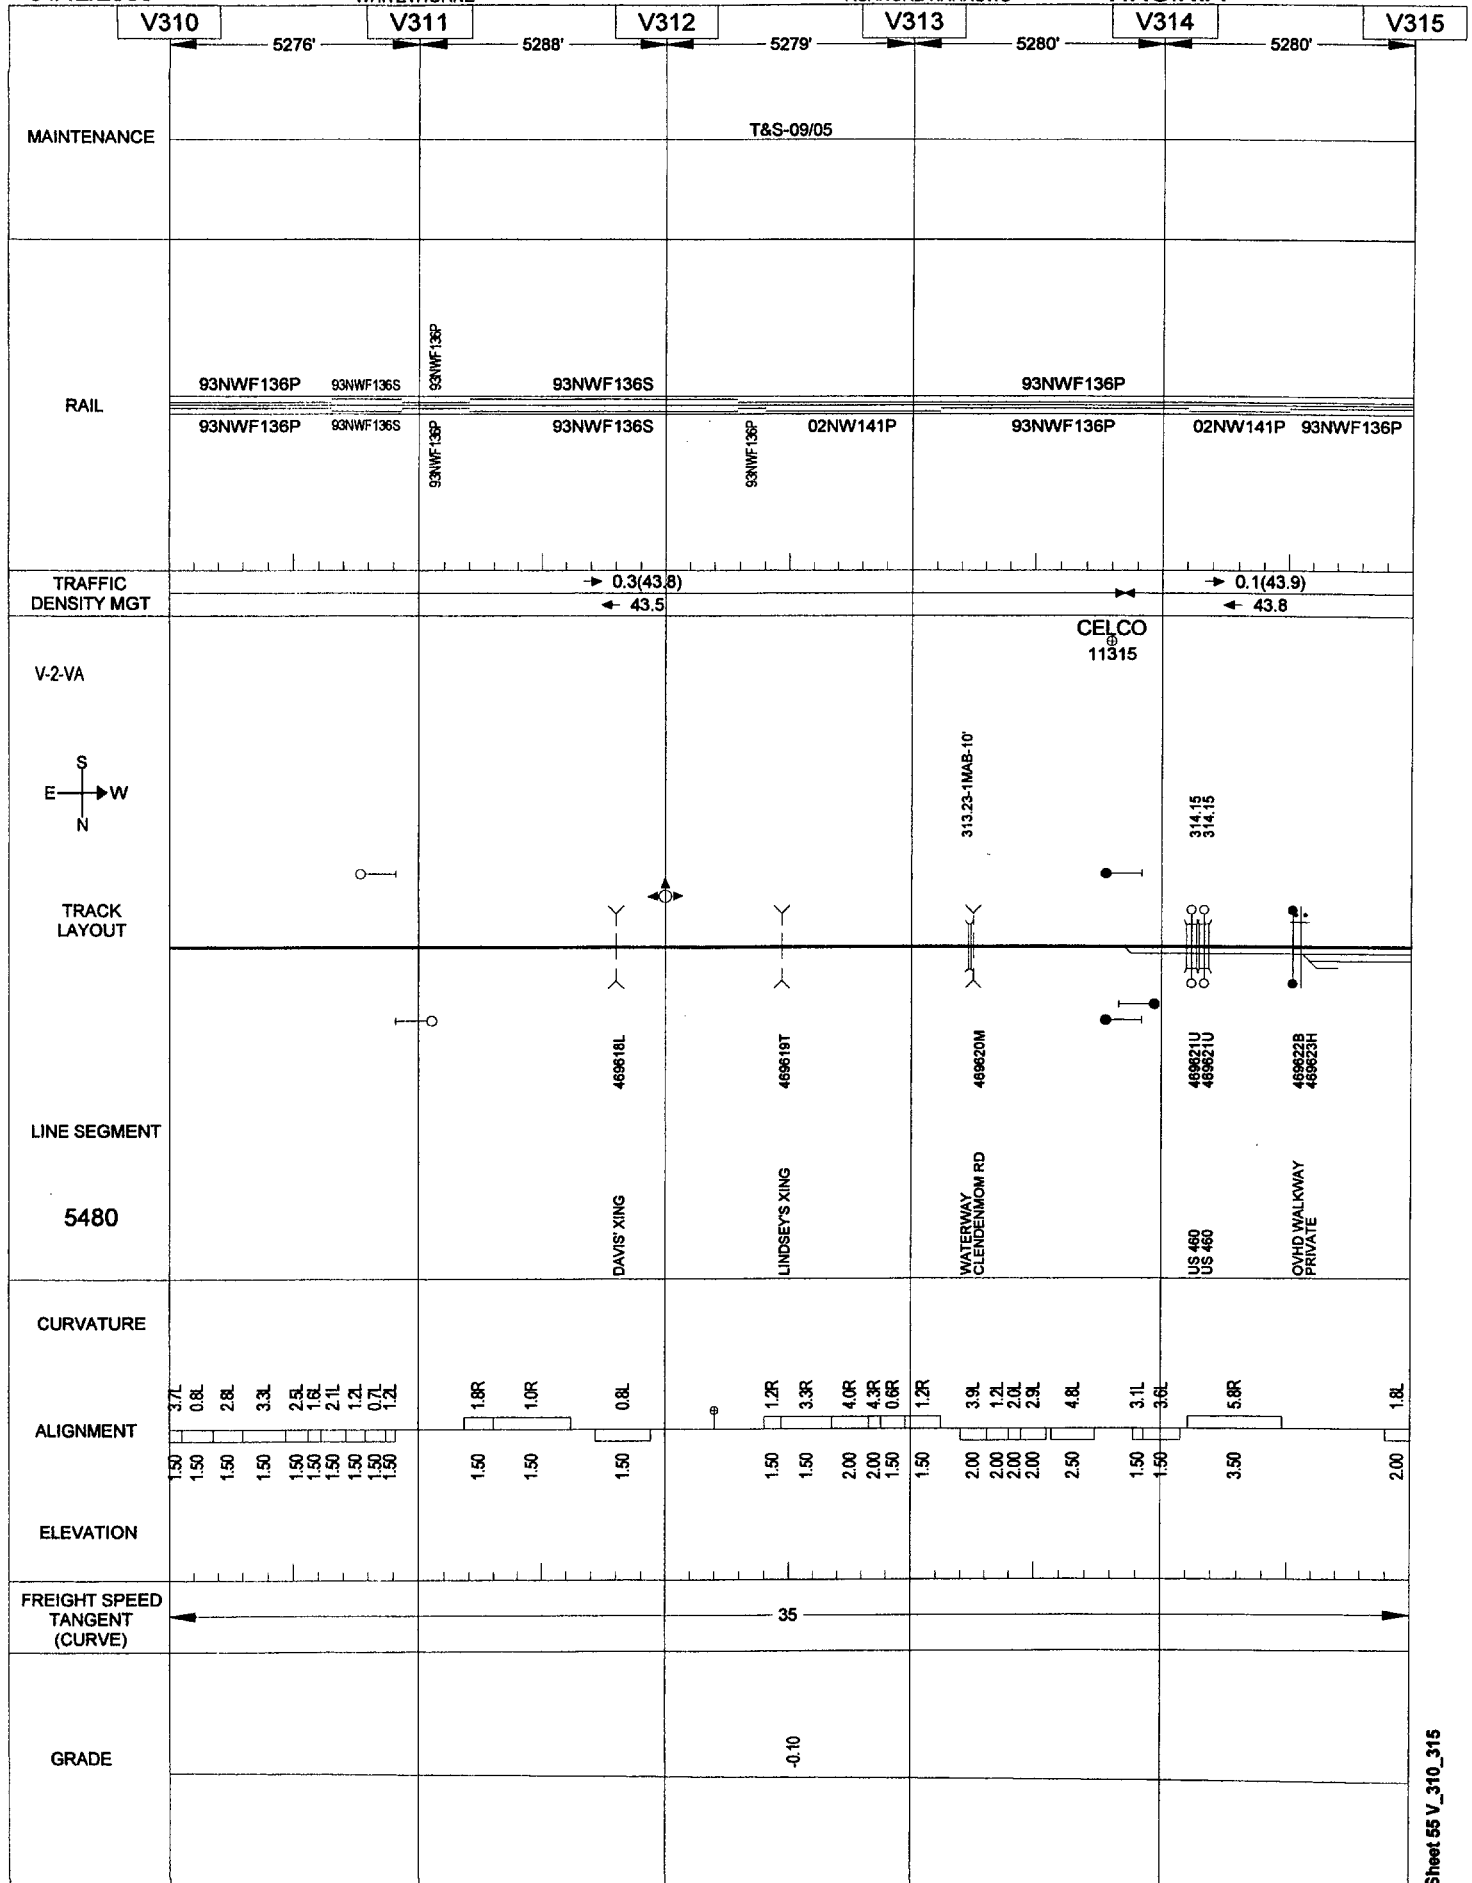 V310 V311 V312 V313 V314 V315
5276' 5288' 5279' 5280' 5280'
MAINTENANCE
T&S-09/05
RAIL
93NWF136P 93NWF136S 93NWF136P 93NWF136S 93NWF136P
93NWF136P 93NWF136S 93NWF136P 93NWF136S 93NWF136P 02NW141P 93NWF136P 02NW141P 93NWF136P
TRAFFIC
DENSITY MGT
0.3(43.8) 0.1(43.9)
43.5 43.8
CELCO
11315
V-2-VA
S
E W
N
313.23-1MAB-10'
314.15
314.15
TRACK
LAYOUT
469618L
469619T
469620M
469621U
469621U
469622B
469623H
LINE SEGMENT
5480
DAVIS' XING
LINDSEY'S XING
WATERWAY
CLENDENMOM RD
US 460
US 460
OVHD WALKWAY
PRIVATE
CURVATURE
3.7L 0.8L 2.8L 3.3L 2.5L 1.6L 2.1L 1.2L 0.7L 1.2L 1.8R 1.0R 0.8L 1.2R 3.3R 4.0R 4.3R 0.6R 1.2R 3.9L 1.2L 2.0L 2.9L 4.8L 3.1L 3.6L 5.8R 1.8L
ALIGNMENT
1.50 1.50 1.50 1.50 1.50 1.50 1.50 1.50 1.50 1.50 1.50 1.50 1.50 1.50 1.50 2.00 2.00 1.50 1.50 2.00 2.00 2.00 2.00 2.50 1.50 1.50 3.50 2.00
ELEVATION
FREIGHT SPEED
TANGENT
(CURVE)
35
GRADE
-0.10
Sheet 55 V_310_315